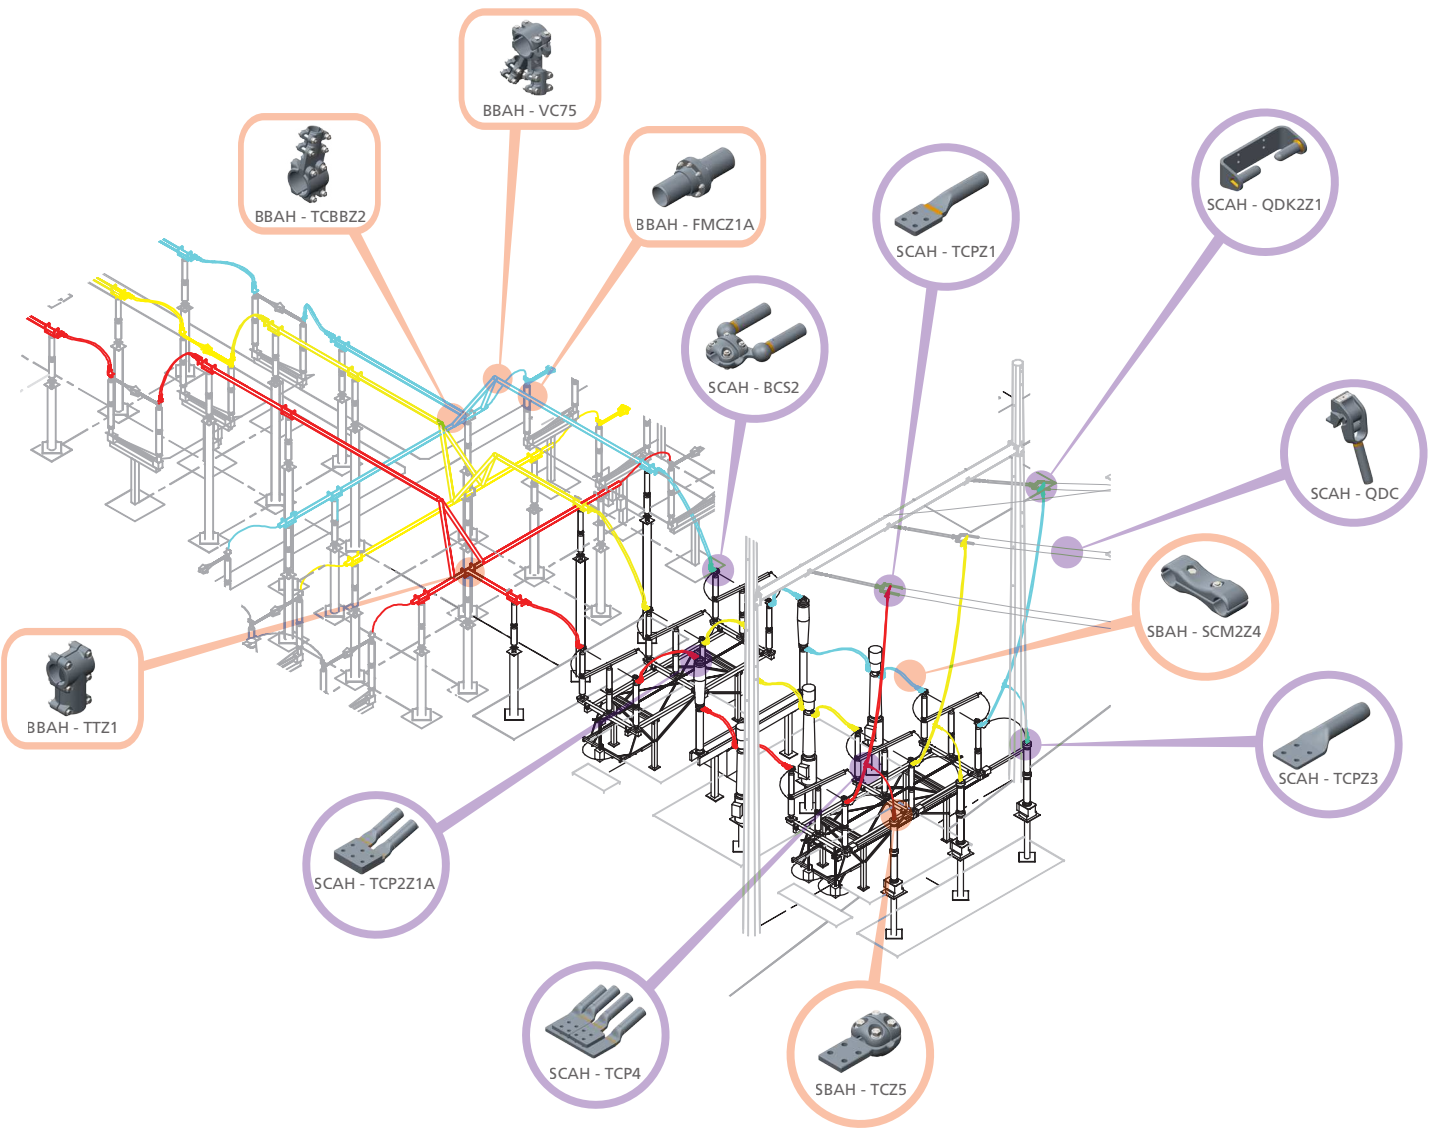 BBAH - VC75
BBAH - TCBBZ2
BBAH - FMCZ1A
SCAH - TCPZ1
SCAH - QDK2Z1
SCAH - BCS2
SCAH - QDC
SBAH - SCM2Z4
BBAH - TTZ1
SCAH - TCPZ3
SCAH - TCP2Z1A
SCAH - TCP4
SBAH - TCZ5